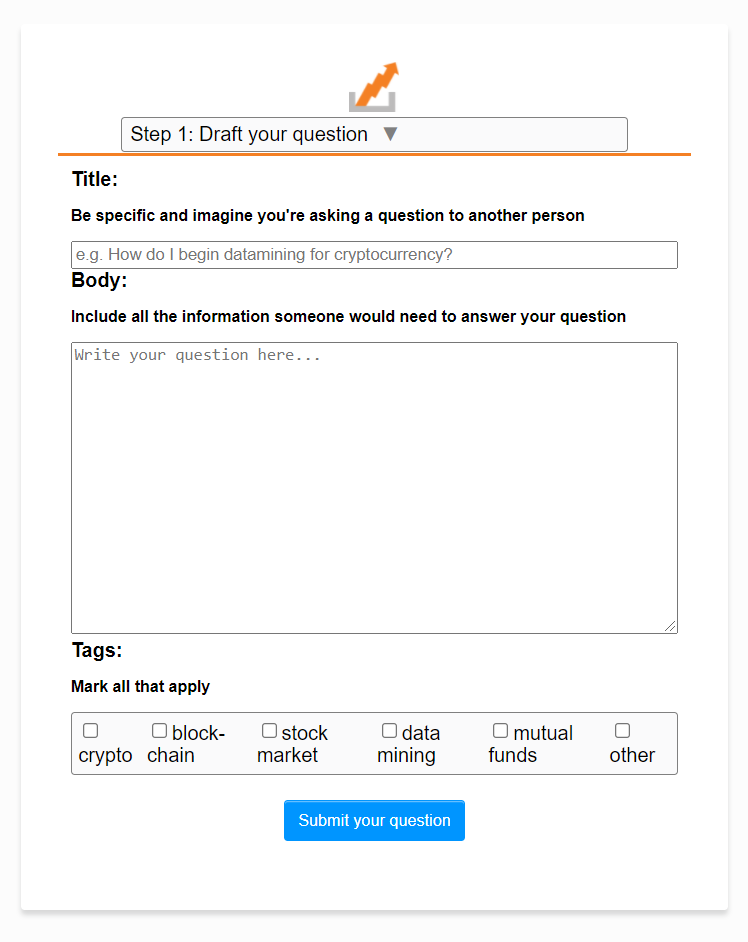 Step 1: Draft your question ▼
Title:
Be specific and imagine you're asking a question to another person
e.g. How do I begin datamining for cryptocurrency?
Body:
Include all the information someone would need to answer your question
Write your question here...
Tags:
Mark all that apply
crypto
block-
chain
stock
market
data
mining
mutual
funds
other
Submit your question